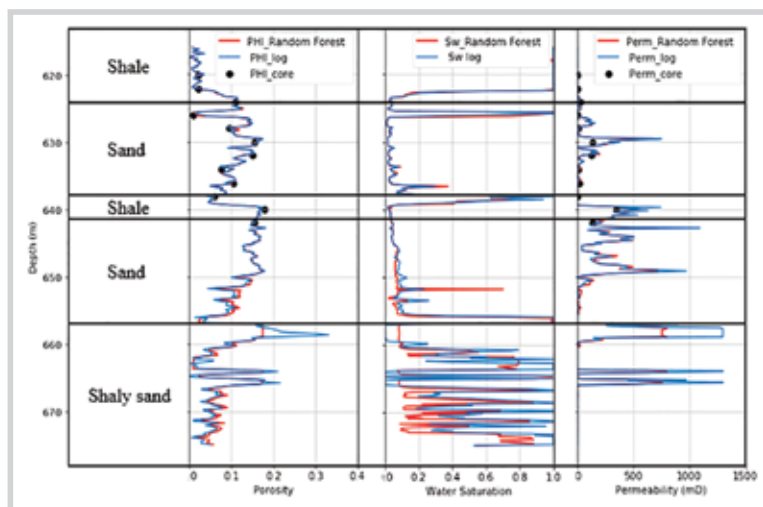 PHI_Random Forest
PHI_log
PHI_core
Sw_Random Forest
Sw log
Perm_Random Forest
Perm_log
Perm_core
Shale
Sand
Shale
Sand
Shaly sand
Depth (m)
620
630
640
650
660
670
0.0
0.1
0.2
0.3
0.4
Porosity
0.0
0.2
0.4
0.6
0.8
1.0
Water Saturation
0
500
1000
1500
Permeability (mD)